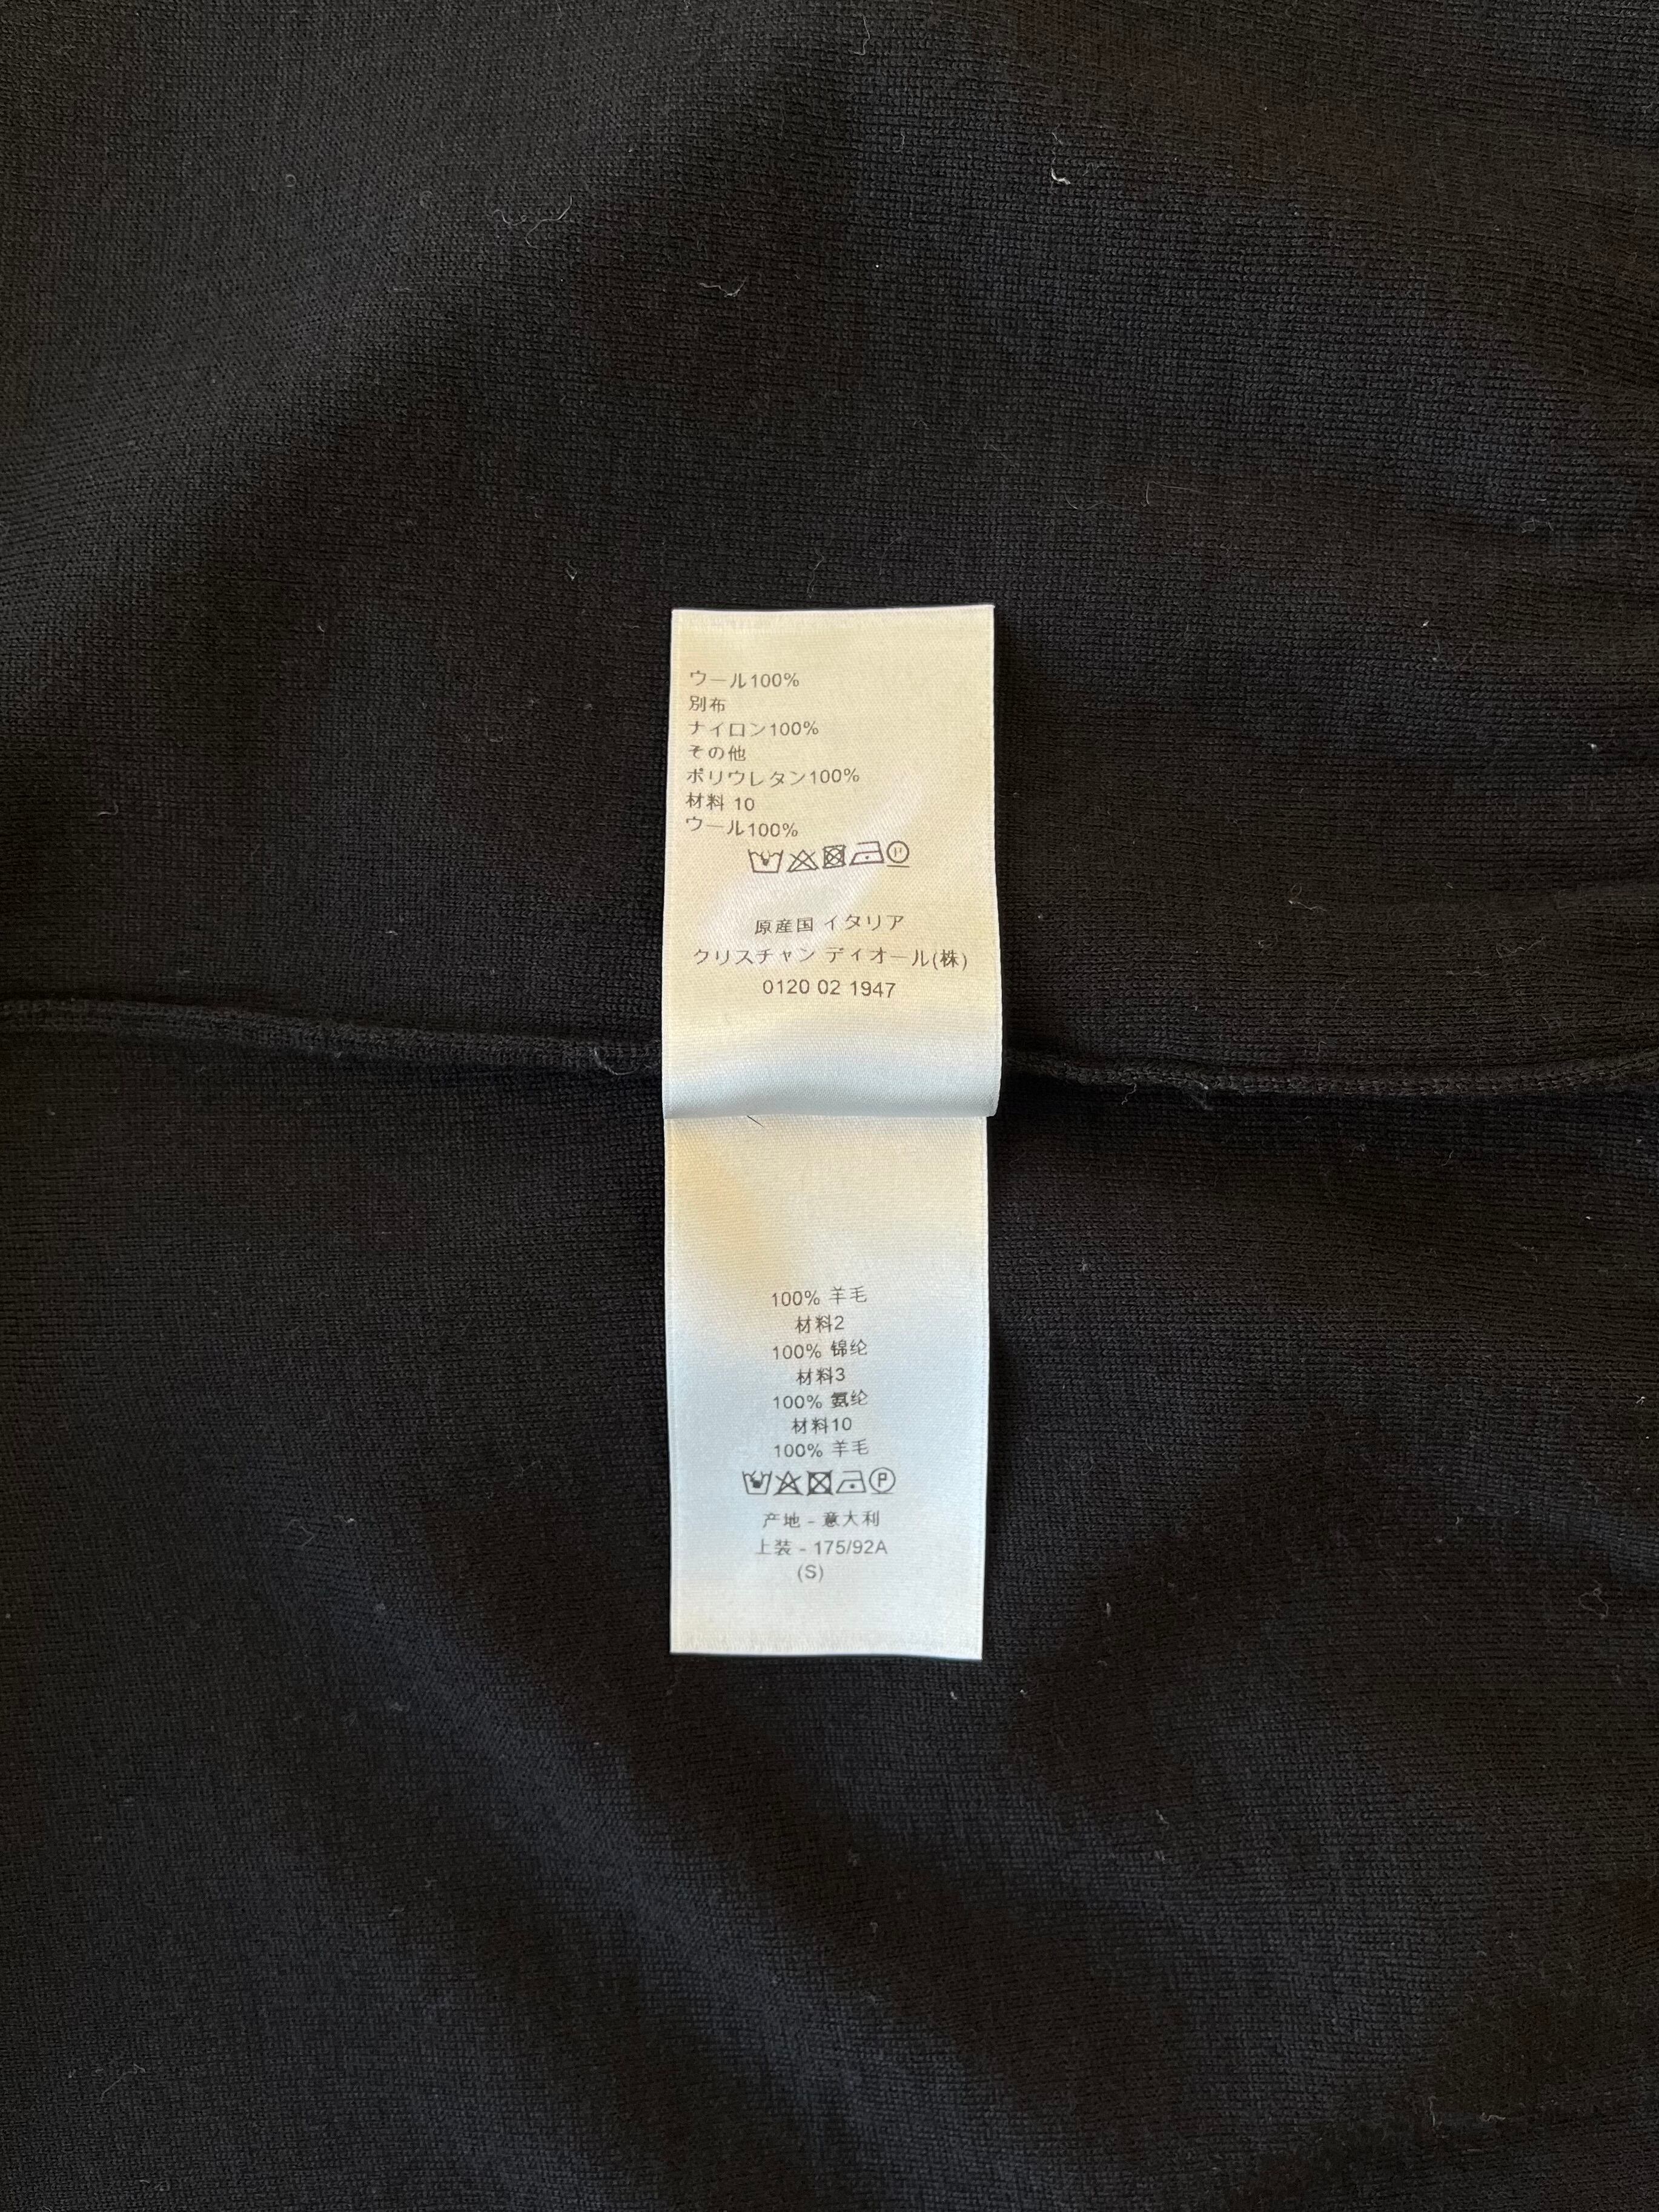 ウール100%
別布
ナイロン100%
その他
ポリウレタン100%
材料 10
ウール100%
P
原産国 イタリア
クリスチャン ディオール(株)
0120 02 1947
100% 羊毛
材料2
100% 锦纶
材料3
100% 氨纶
材料10
100% 羊毛
P
产地 - 意大利
上装 - 175/92A
(S)